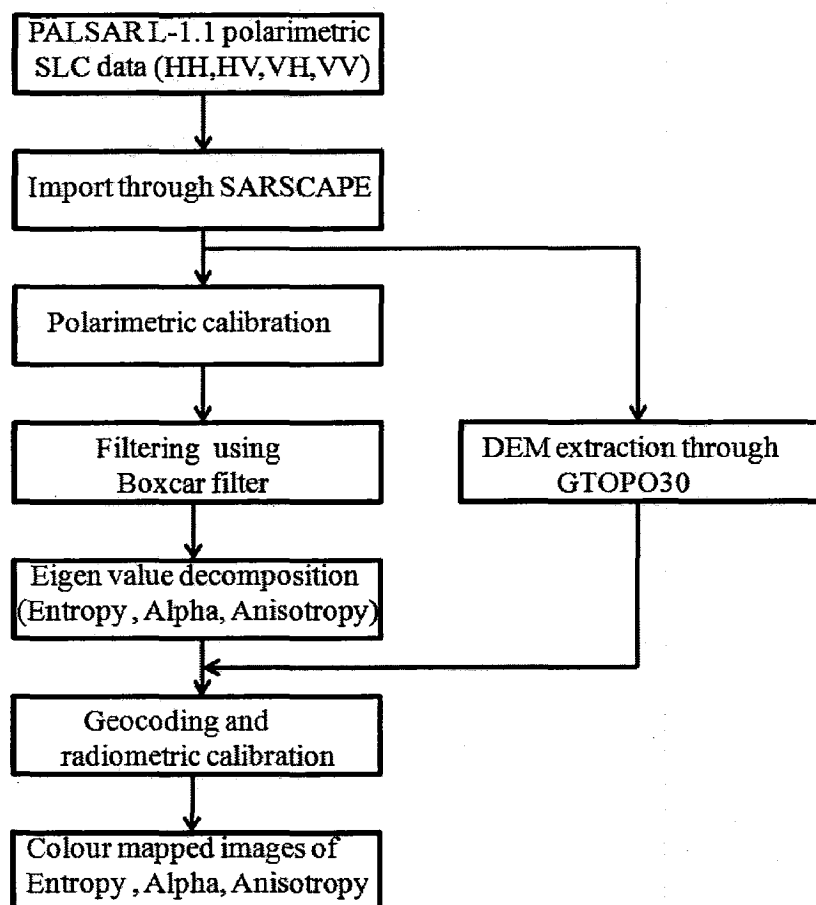 PALSAR L-1.1 polarimetric
SLC data (HH,HV,VH,VV)
Import through SARSCAPE
Polarimetric calibration
Filtering using
Boxcar filter
DEM extraction through
GTOPO30
Eigen value decomposition
(Entropy , Alpha, Anisotropy)
Geocoding and
radiometric calibration
Colour mapped images of
Entropy , Alpha, Anisotropy